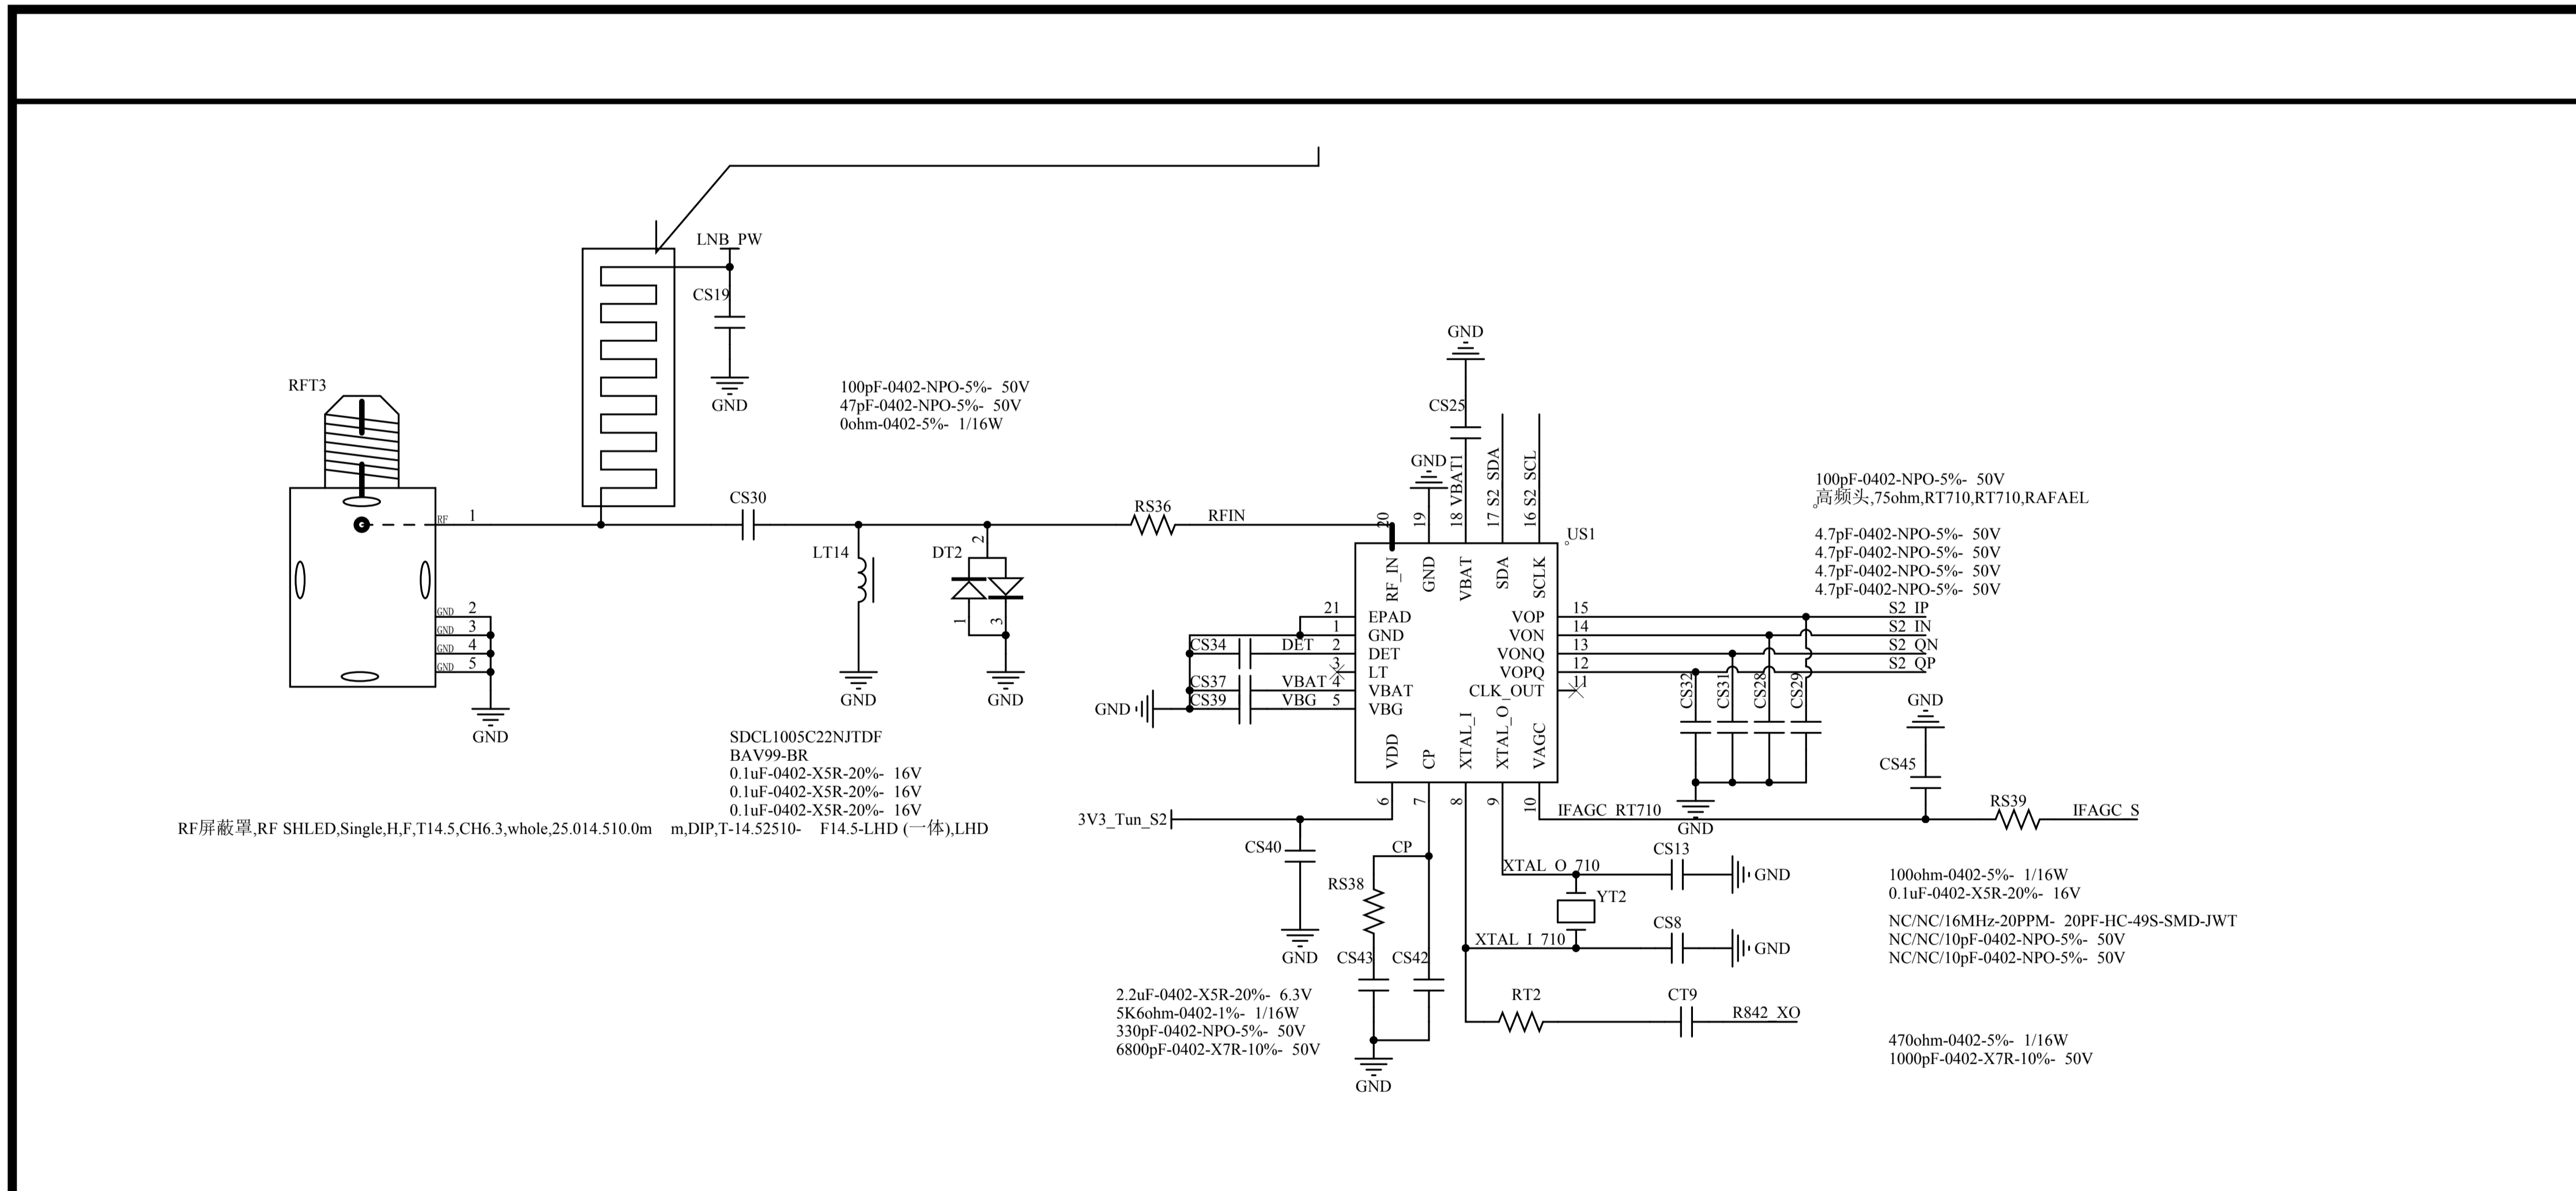 LNB_PW
CS19
GND
RFT3
100pF-0402-NPO-5%- 50V
47pF-0402-NPO-5%- 50V
0ohm-0402-5%- 1/16W
RF
1
CS30
LT14
DT2
2
1
3
RS36
RFIN
GND
2
GND
3
GND
4
GND
5
GND
GND
GND
SDCL1005C22NJTDF
BAV99-BR
0.1uF-0402-X5R-20%- 16V
0.1uF-0402-X5R-20%- 16V
0.1uF-0402-X5R-20%- 16V
RF屏蔽罩,RF SHLED,Single,H,F,T14.5,CH6.3,whole,25.014.510.0m m,DIP,T-14.52510- F14.5-LHD (一体),LHD
GND
CS25
GND
20
19
18 VBAT1
17 S2_SDA
16 S2_SCL
US1
RF_IN
GND
VBAT
SDA
SCLK
21
EPAD
1
GND
CS34
DET
2
DET
3
LT
CS37
VBAT
4
VBAT
CS39
VBG
5
VBG
GND
VOP
15
S2_IP
VON
14
S2_IN
VONQ
13
S2_QN
VOPQ
12
S2_QP
CLK_OUT
11
VDD
CP
XTAL_I
XTAL_O
VAGC
6
7
8
9
10
100pF-0402-NPO-5%- 50V
高频头,75ohm,RT710,RT710,RAFAEL
4.7pF-0402-NPO-5%- 50V
4.7pF-0402-NPO-5%- 50V
4.7pF-0402-NPO-5%- 50V
4.7pF-0402-NPO-5%- 50V
CS32
CS31
CS28
CS29
GND
GND
CS45
IFAGC_RT710
RS39
IFAGC_S
3V3_Tun_S2
CS40
GND
CP
RS38
CS43
CS42
GND
XTAL_O_710
CS13
GND
YT2
XTAL_I_710
CS8
GND
RT2
CT9
R842_XO
100ohm-0402-5%- 1/16W
0.1uF-0402-X5R-20%- 16V
NC/NC/16MHz-20PPM- 20PF-HC-49S-SMD-JWT
NC/NC/10pF-0402-NPO-5%- 50V
NC/NC/10pF-0402-NPO-5%- 50V
2.2uF-0402-X5R-20%- 6.3V
5K6ohm-0402-1%- 1/16W
330pF-0402-NPO-5%- 50V
6800pF-0402-X7R-10%- 50V
470ohm-0402-5%- 1/16W
1000pF-0402-X7R-10%- 50V